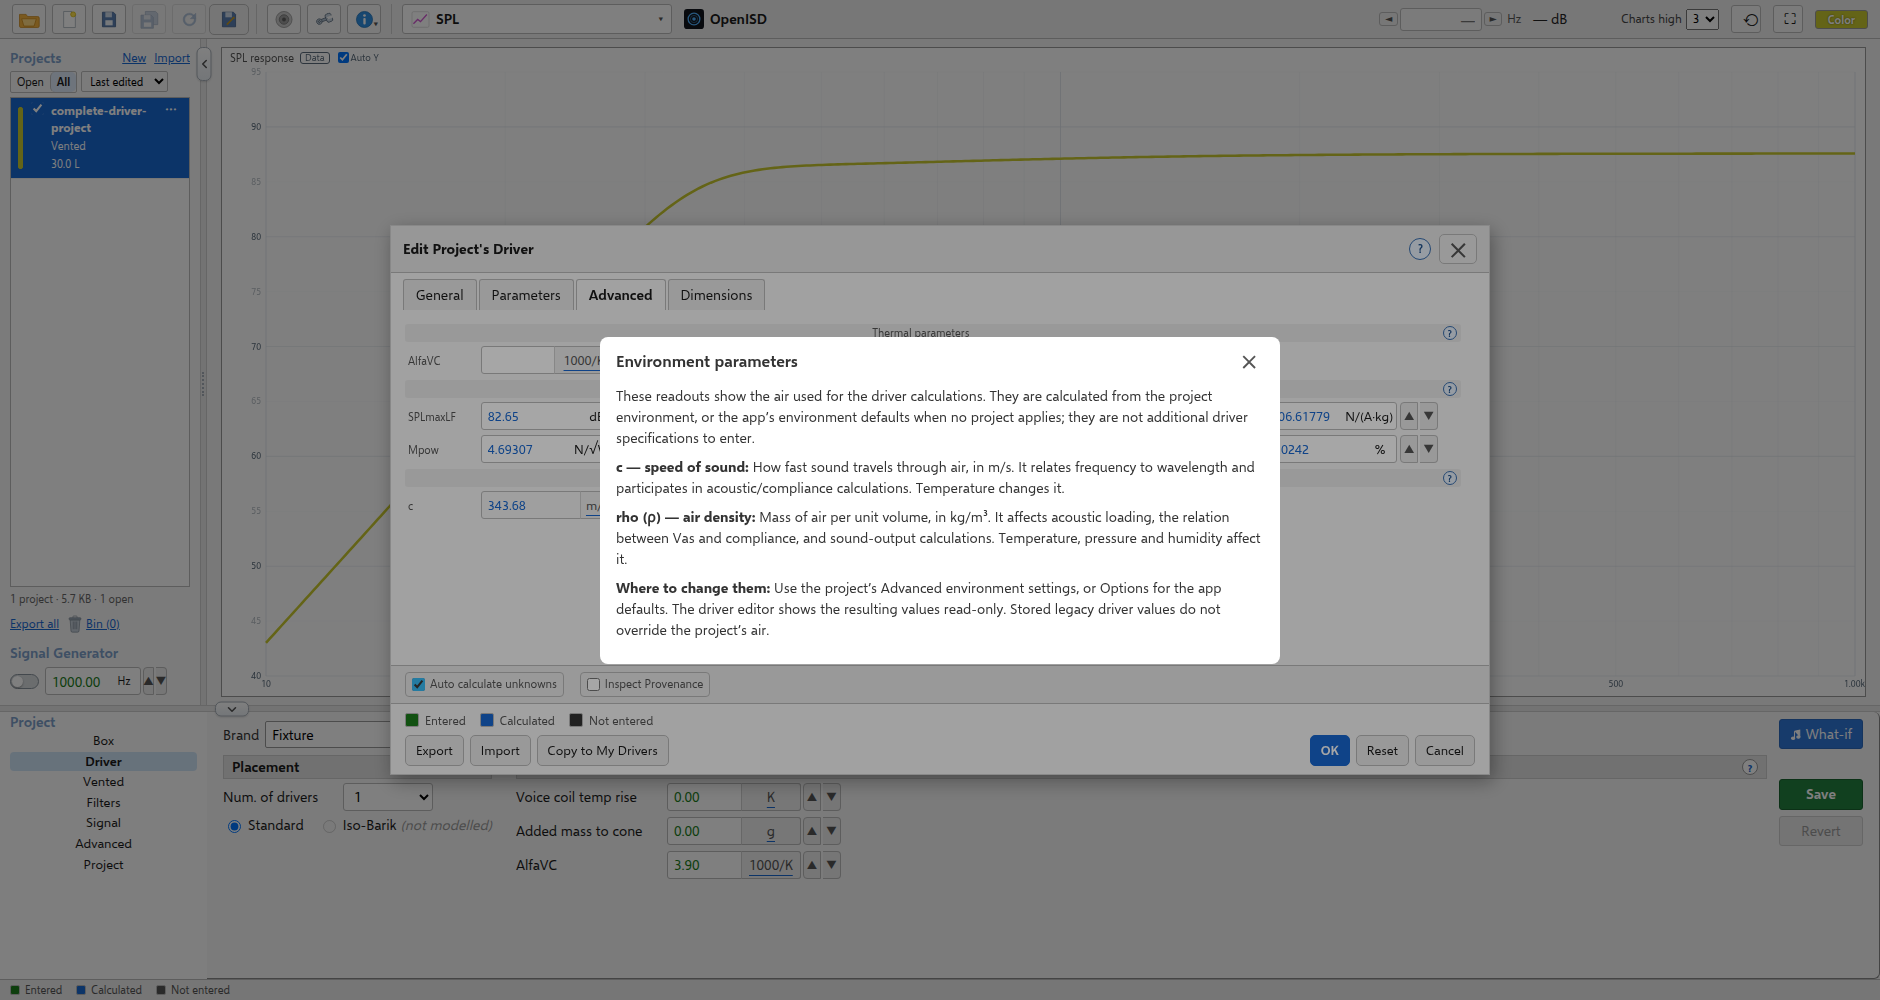 SPL
OpenISD
—
Hz
— dB
Charts high
3
Color
Projects
New
Import
Open
All
Last edited
complete-driver-
project
Vented
30.0 L
1 project · 5.7 KB · 1 open
Export all
Bin (0)
Signal Generator
1000.00
Hz
SPL response
Data
Auto Y
95
90
85
80
75
70
65
60
55
50
45
40
10
500
1.00k
Edit Project's Driver
?
General
Parameters
Advanced
Dimensions
Thermal parameters
?
AlfaVC
1000/K
?
SPLmaxLF
82.65
06.61779
N/(A·kg)
Mpow
4.69307
N/√
0242
%
?
c
343.68
m/
Environment parameters
These readouts show the air used for the driver calculations. They are calculated from the project
environment, or the app’s environment defaults when no project applies; they are not additional driver
specifications to enter.
c — speed of sound: How fast sound travels through air, in m/s. It relates frequency to wavelength and
participates in acoustic/compliance calculations. Temperature changes it.
rho (ρ) — air density: Mass of air per unit volume, in kg/m³. It affects acoustic loading, the relation
between Vas and compliance, and sound-output calculations. Temperature, pressure and humidity affect
it.
Where to change them: Use the project’s Advanced environment settings, or Options for the app
defaults. The driver editor shows the resulting values read-only. Stored legacy driver values do not
override the project’s air.
Auto calculate unknowns
Inspect Provenance
Entered
Calculated
Not entered
Export
Import
Copy to My Drivers
OK
Reset
Cancel
Project
Box
Driver
Vented
Filters
Signal
Advanced
Project
Brand
Fixture
Placement
Num. of drivers
1
Standard
Iso-Barik (not modelled)
?
Voice coil temp rise
0.00
K
Added mass to cone
0.00
g
AlfaVC
3.90
1000/K
What-if
Save
Revert
Entered
Calculated
Not entered